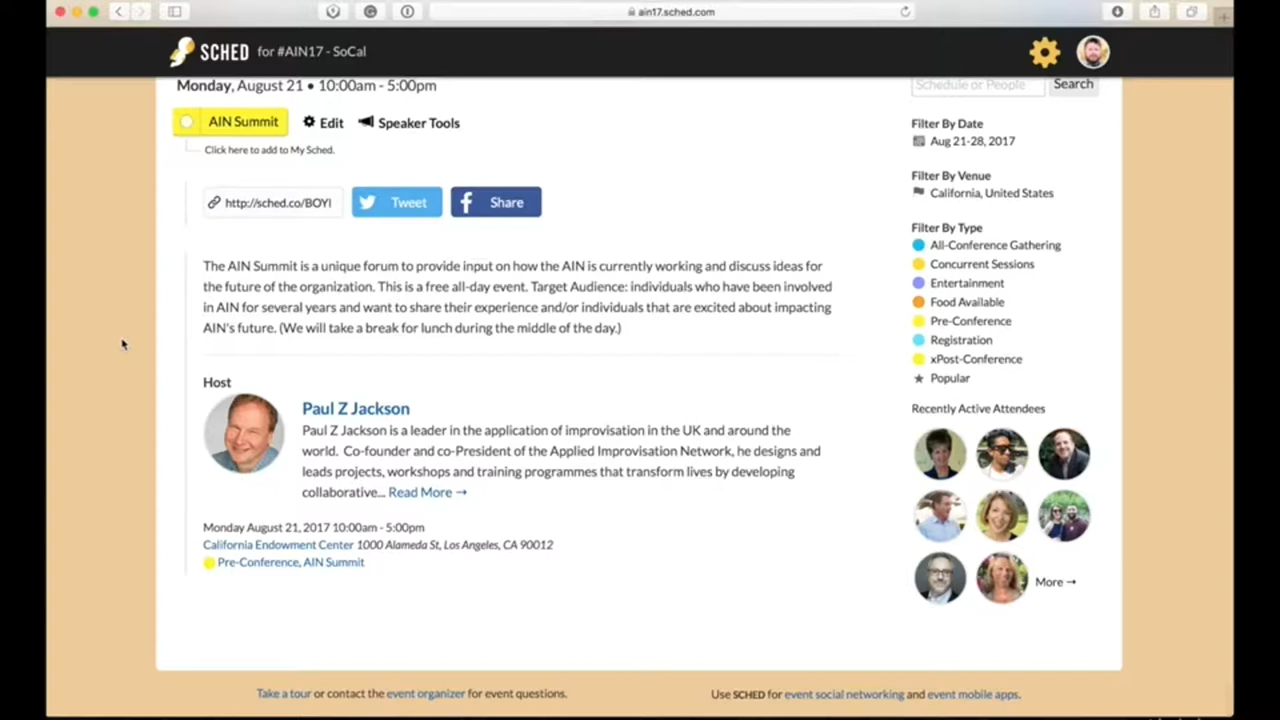 ain17.sched.com
SCHED for #AIN17 - SoCal
Monday, August 21 • 10:00am - 5:00pm
AIN Summit
Edit
Speaker Tools
Click here to add to My Sched.
http://sched.co/BOYI
Tweet
Share
The AIN Summit is a unique forum to provide input on how the AIN is currently working and discuss ideas for
the future of the organization. This is a free all-day event. Target Audience: individuals who have been involved
in AIN for several years and want to share their experience and/or individuals that are excited about impacting
AIN's future. (We will take a break for lunch during the middle of the day.)
Host
Paul Z Jackson
Paul Z Jackson is a leader in the application of improvisation in the UK and around the
world. Co-founder and co-President of the Applied Improvisation Network, he designs and
leads projects, workshops and training programmes that transform lives by developing
collaborative... Read More →
Monday August 21, 2017 10:00am - 5:00pm
California Endowment Center 1000 Alameda St, Los Angeles, CA 90012
Pre-Conference, AIN Summit
Schedule or People
Search
Filter By Date
Aug 21-28, 2017
Filter By Venue
California, United States
Filter By Type
All-Conference Gathering
Concurrent Sessions
Entertainment
Food Available
Pre-Conference
Registration
xPost-Conference
Popular
Recently Active Attendees
More →
Take a tour or contact the event organizer for event questions.
Use SCHED for event social networking and event mobile apps.